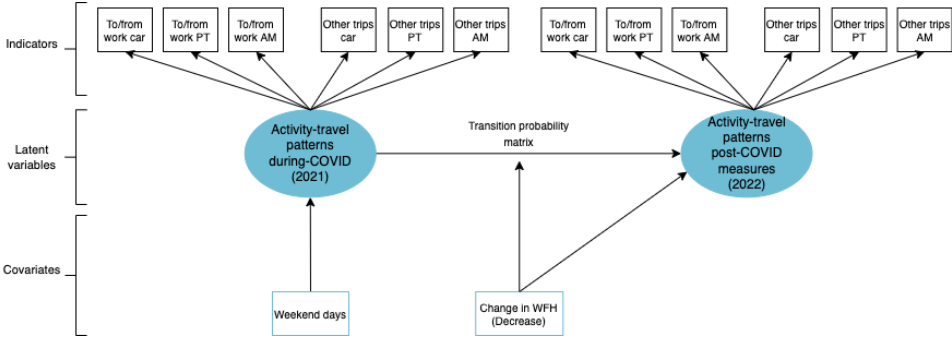 Indicators
To/from
work car
To/from
work PT
To/from
work AM
Other trips
car
Other trips
PT
Other trips
AM
To/from
work car
To/from
work PT
To/from
work AM
Other trips
car
Other trips
PT
Other trips
AM
Latent
variables
Activity-travel
patterns
during-COVID
(2021)
Transition probability
matrix
Activity-travel
patterns
post-COVID
measures
(2022)
Covariates
Weekend days
Change in WFH
(Decrease)